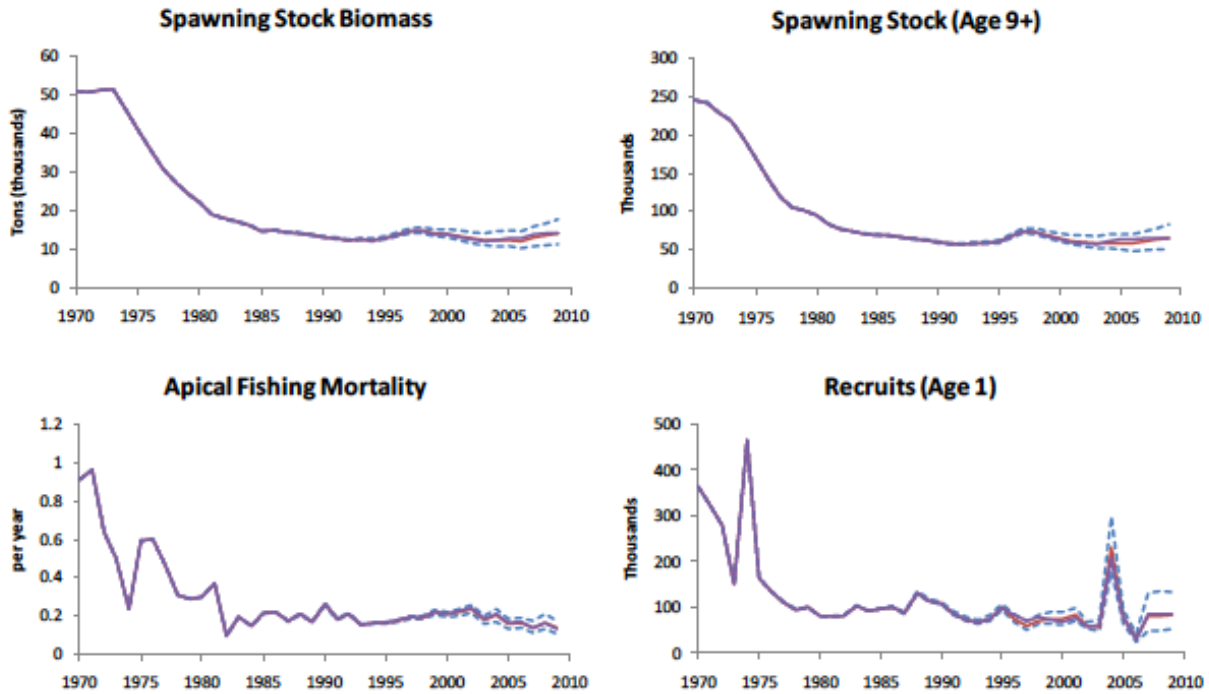 Spawning Stock Biomass
Tons (thousands)
60
50
40
30
20
10
0
1970 1975 1980 1985 1990 1995 2000 2005 2010
Spawning Stock (Age 9+)
Thousands
300
250
200
150
100
50
0
1970 1975 1980 1985 1990 1995 2000 2005 2010
Apical Fishing Mortality
per year
1.2
1
0.8
0.6
0.4
0.2
0
1970 1975 1980 1985 1990 1995 2000 2005 2010
Recruits (Age 1)
Thousands
500
400
300
200
100
0
1970 1975 1980 1985 1990 1995 2000 2005 2010